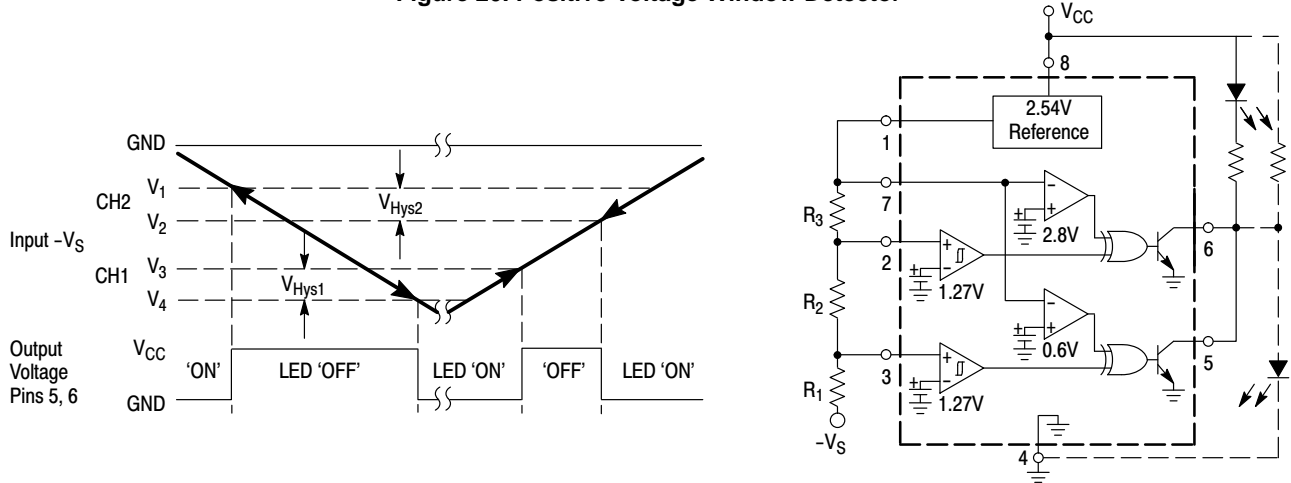 Figure 20. Positive Voltage Window Detector
GND
V1
CH2
V2
VHys2
Input –VS
V3
CH1
V4
VHys1
Output
Voltage
Pins 5, 6
VCC
GND
'ON'
LED 'OFF'
LED 'ON'
'OFF'
LED 'ON'
VCC
8
2.54V
Reference
1
7
R3
2.8V
6
2
1.27V
R2
0.6V
5
3
1.27V
R1
–VS
4